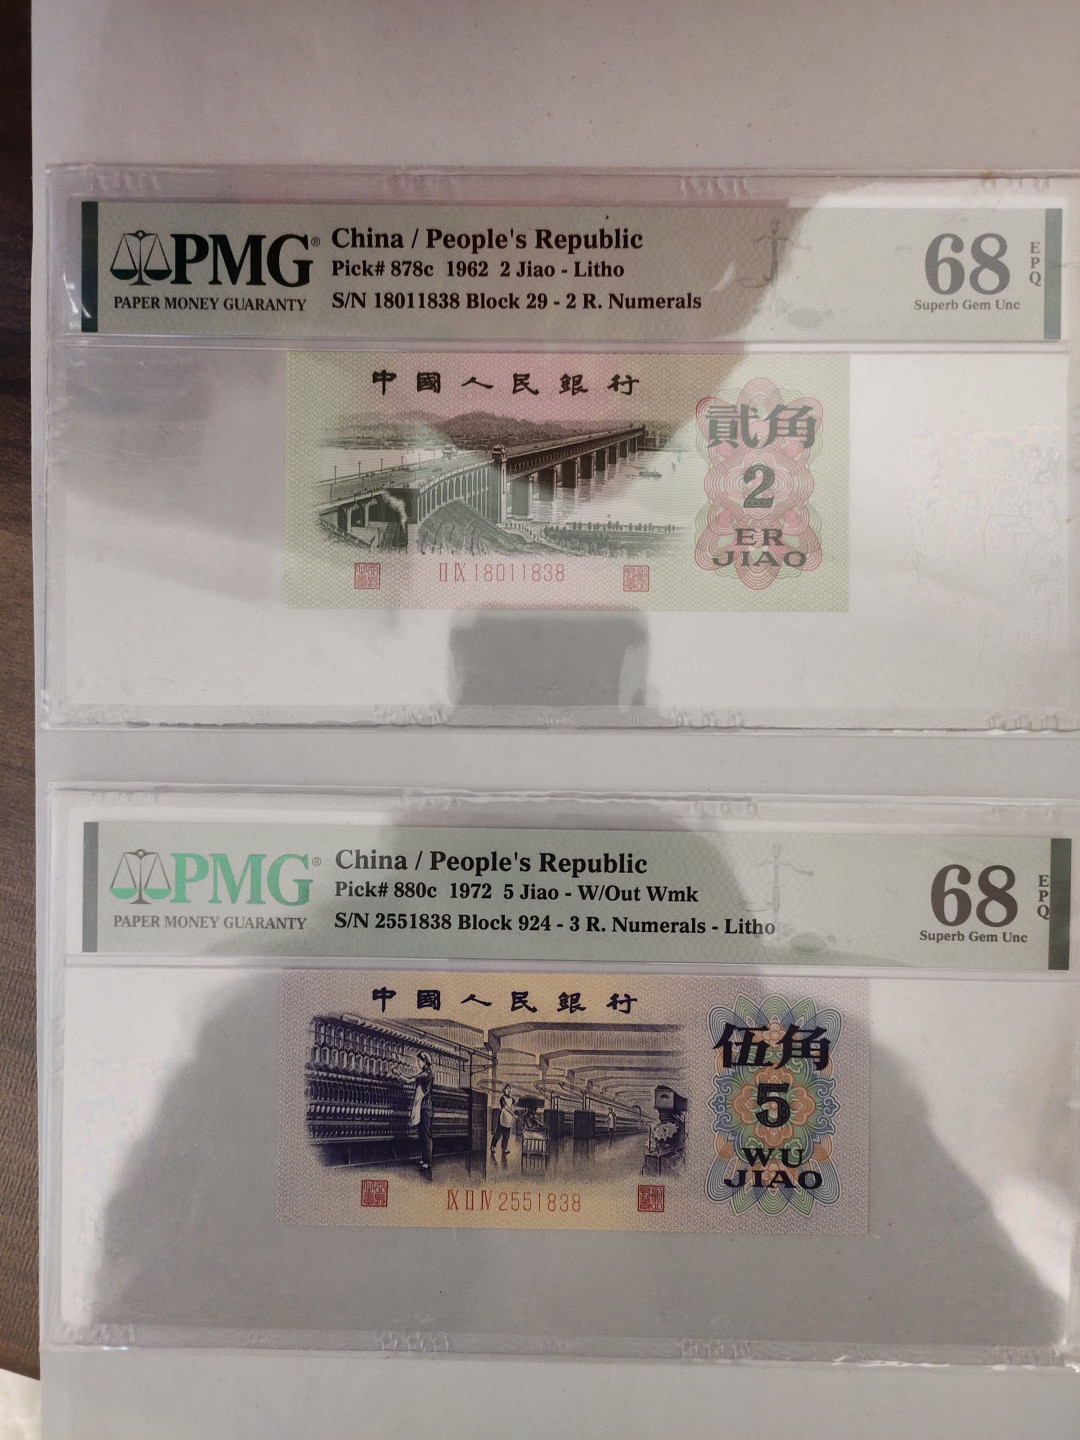 PMG®
PAPER MONEY GUARANTY
China / People's Republic
Pick# 878c 1962 2 Jiao - Litho
S/N 18011838 Block 29 - 2 R. Numerals
68
EPQ
Superb Gem Unc
中國人民銀行
貳角
2
ER
JIAO
II IX 18011838
PMG®
PAPER MONEY GUARANTY
China / People's Republic
Pick# 880c 1972 5 Jiao - W/Out Wmk
S/N 2551838 Block 924 - 3 R. Numerals - Litho
68
EPQ
Superb Gem Unc
中國人民銀行
伍角
5
WU
JIAO
IX II IV 2551838